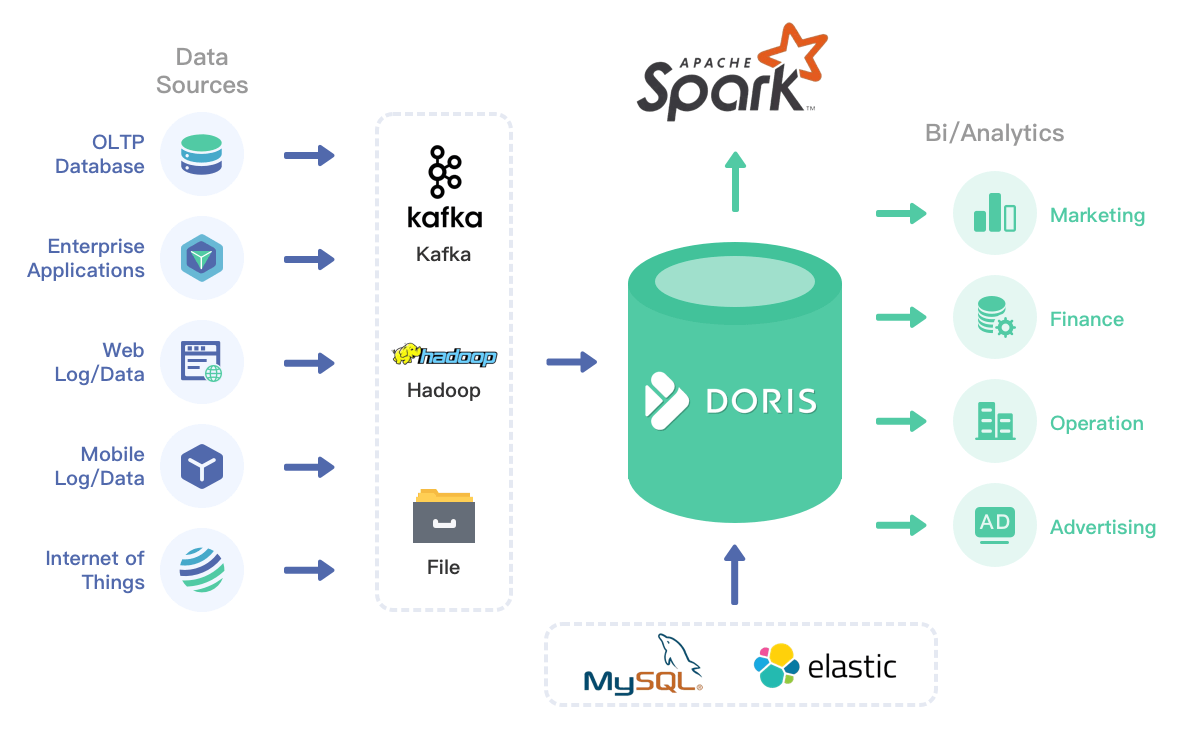 Data
Sources
OLTP
Database
Enterprise
Applications
Web
Log/Data
Mobile
Log/Data
Internet of
Things
kafka
Kafka
hadoop
Hadoop
File
APACHE
Spark™
DORIS
MySQL®
elastic
Bi/Analytics
Marketing
Finance
Operation
AD
Advertising